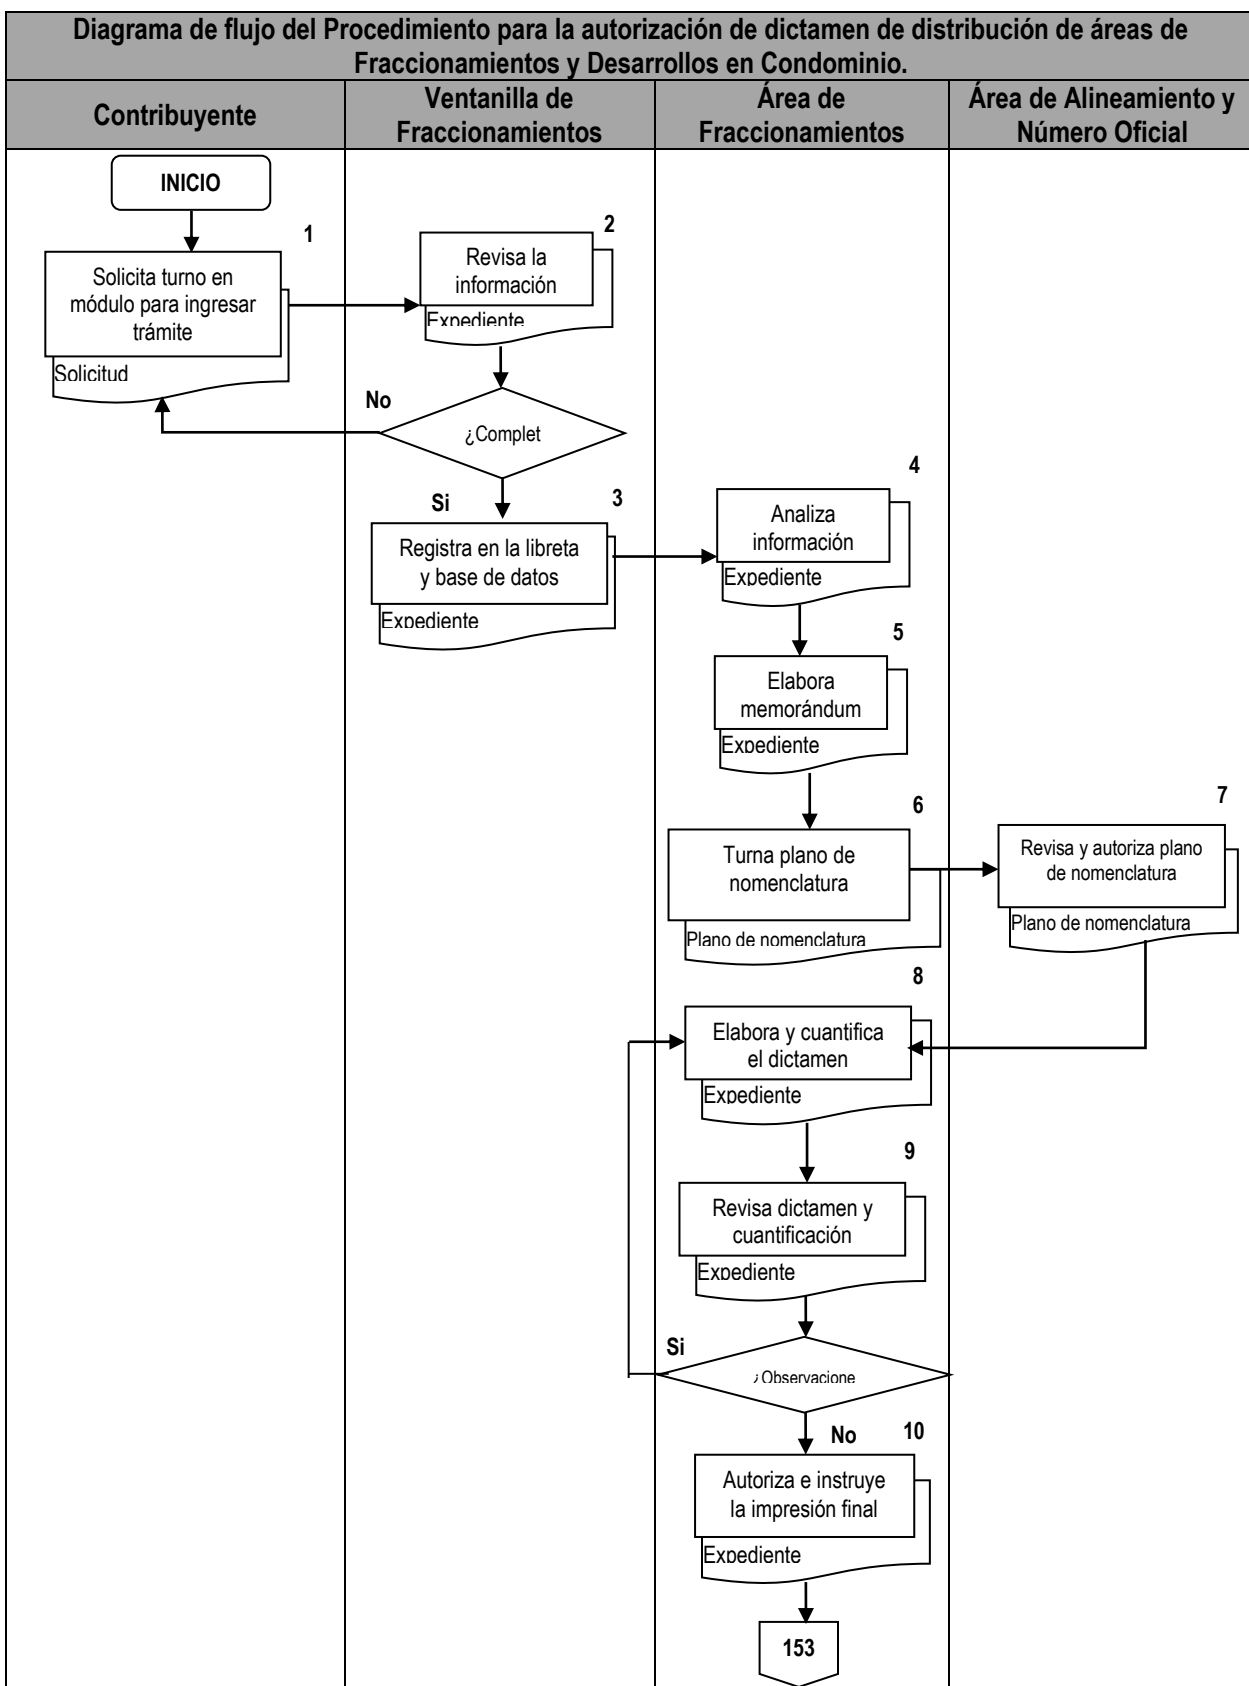 Diagrama de flujo del Procedimiento para la autorización de dictamen de distribución de áreas de
Fraccionamientos y Desarrollos en Condominio.
Contribuyente
Ventanilla de
Fraccionamientos
Área de
Fraccionamientos
Área de Alineamiento y
Número Oficial
INICIO
1
Solicita turno en
módulo para ingresar
trámite
Solicitud
2
Revisa la
información
Expediente
No
¿Complet
Si
3
Registra en la libreta
y base de datos
Expediente
4
Analiza
información
Expediente
5
Elabora
memorándum
Expediente
6
Turna plano de
nomenclatura
Plano de nomenclatura
7
Revisa y autoriza plano
de nomenclatura
Plano de nomenclatura
8
Elabora y cuantifica
el dictamen
Expediente
9
Revisa dictamen y
cuantificación
Expediente
Si
¿Observacione
No
10
Autoriza e instruye
la impresión final
Expediente
153